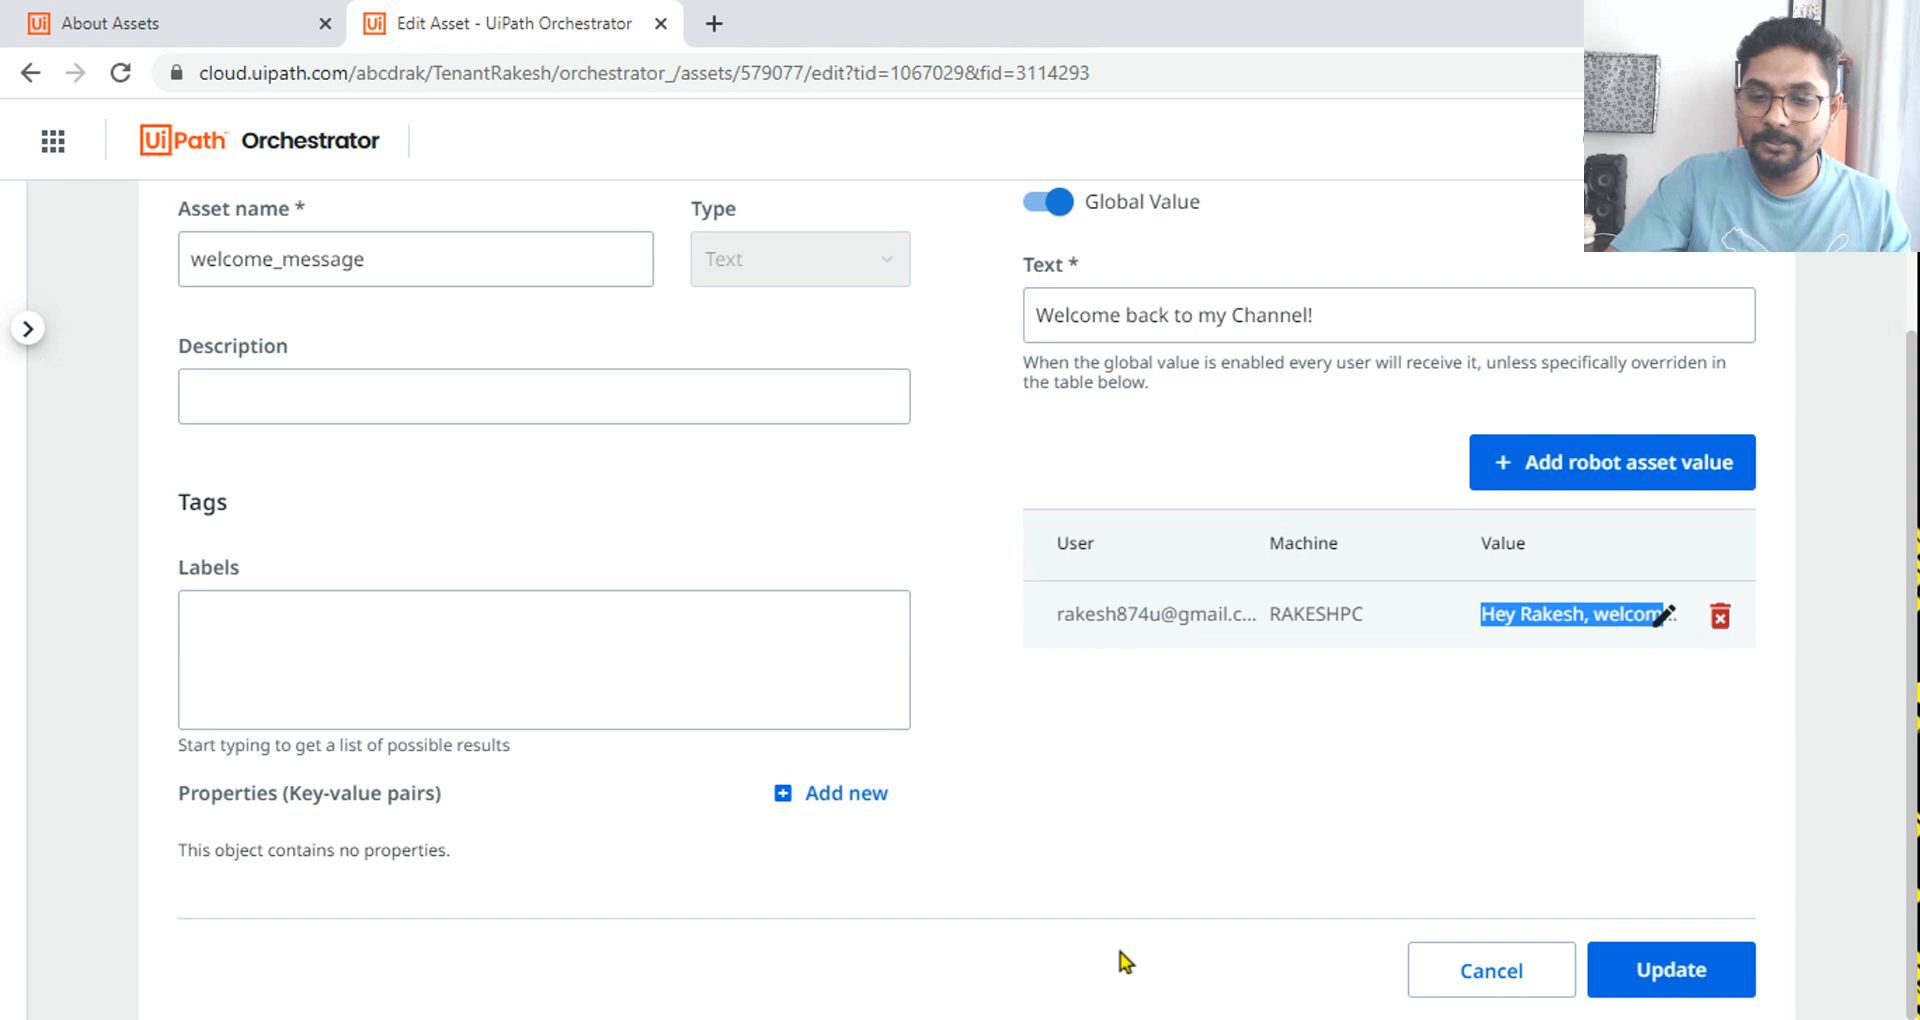 About Assets
Edit Asset - UiPath Orchestrator
cloud.uipath.com/abcdrak/TenantRakesh/orchestrator_/assets/579077/edit?tid=1067029&fid=3114293
UiPath Orchestrator
Asset name *
Type
Global Value
welcome_message
Text
Text *
Welcome back to my Channel!
Description
When the global value is enabled every user will receive it, unless specifically overriden in
the table below.
+ Add robot asset value
Tags
User
Machine
Value
Labels
rakesh874u@gmail.c...
RAKESHPC
Hey Rakesh, welcom...
Start typing to get a list of possible results
Properties (Key-value pairs)
Add new
This object contains no properties.
Cancel
Update